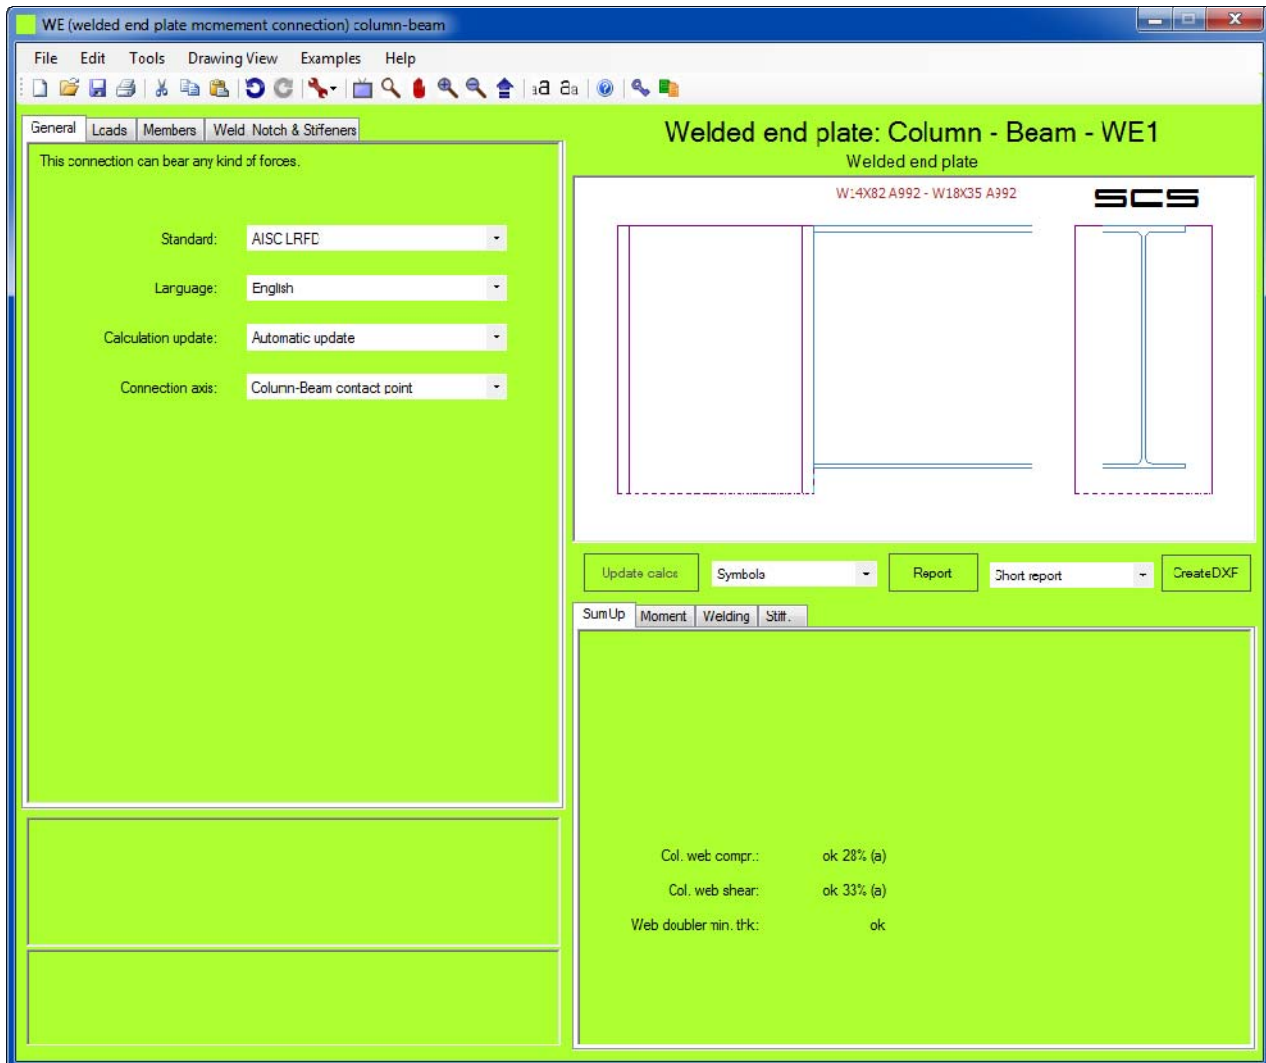 WE (welded end plate momement connection) column-beam
File Edit Tools Drawing View Examples Help
aa aa
General Loads Members Weld Notch & Stiffeners
This connection can bear any kind of forces.
Standard: AISC LRFD
Language: English
Calculation update: Automatic update
Connection axis: Column-Beam contact point
Welded end plate: Column - Beam - WE1
Welded end plate
W14X82 A992 - W18X35 A992
SCS
Update calcs Symbols Report Short report CreateDXF
SumUp Moment Welding Stiff.
Col. web compr.: ok 28% (a)
Col. web shear: ok 33% (a)
Web doubler min. thk: ok